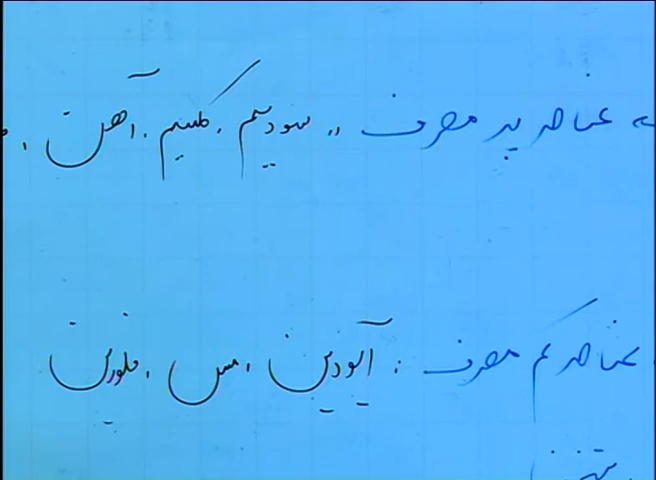 عناصر پر مصرف : سودیم ، کلسیم ، آهن ،
عناصر کم مصرف : آیودین ، مس ، فلورین